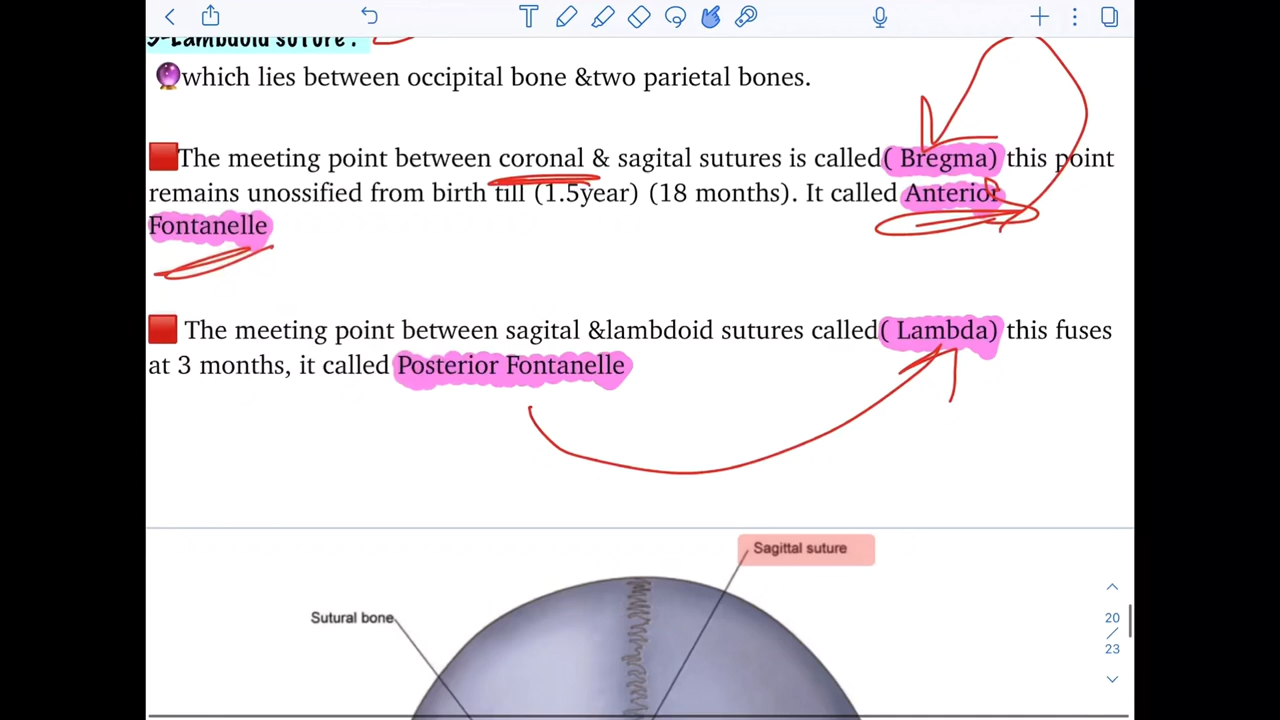 3-Lambdoid suture :
which lies between occipital bone &two parietal bones.
The meeting point between coronal & sagital sutures is called( Bregma) this point
remains unossified from birth till (1.5year) (18 months). It called Anterior
Fontanelle
The meeting point between sagital &lambdoid sutures called( Lambda) this fuses
at 3 months, it called Posterior Fontanelle
Sagittal suture
Sutural bone
20
/
23